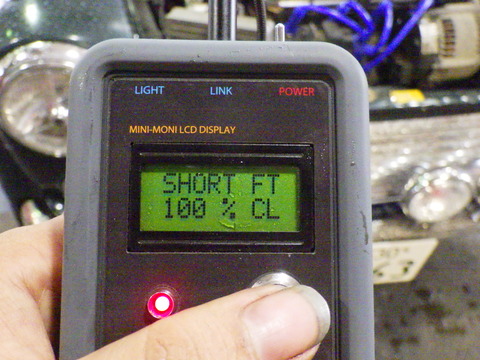 LIGHT LINK POWER
MINI-MONI LCD DISPLAY
SHORT FT
100 % CL